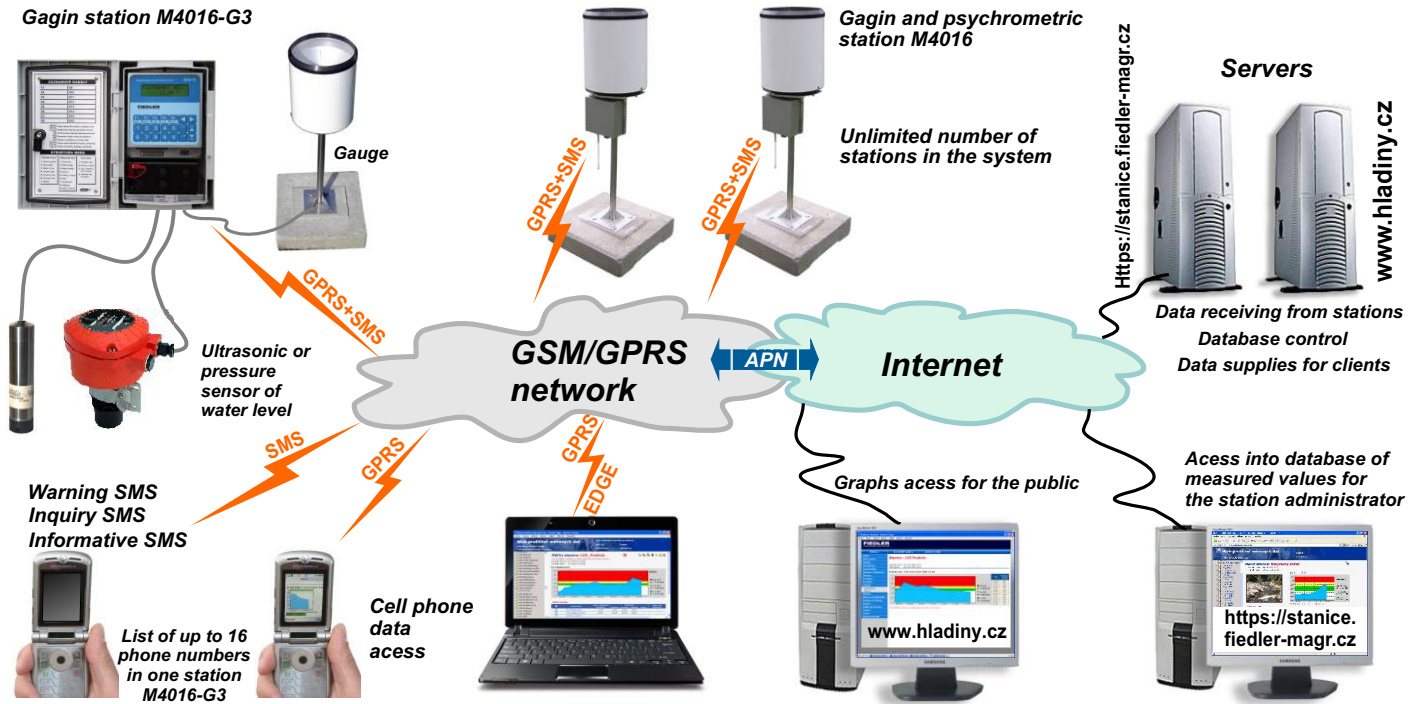 Gagin station M4016-G3
Gauge
FIEDLER
Ultrasonic or
pressure
sensor of
water level
GPRS+SMS
Gagin and psychrometric
station M4016
Unlimited number of
stations in the system
GPRS+SMS
GPRS+SMS
Servers
Https://stanice.fiedler-magr.cz
www.hladiny.cz
Data receiving from stations
Database control
Data supplies for clients
GSM/GPRS
network
APN
Internet
SMS
GPRS
GPRS
EDGE
Warning SMS
Inquiry SMS
Informative SMS
List of up to 16
phone numbers
in one station
M4016-G3
Cell phone
data
acess
Graphs acess for the public
FIEDLER
www.hladiny.cz
SAMSUNG
Acess into database of
measured values for
the station administrator
https://stanice.
fiedler-magr.cz
SAMSUNG